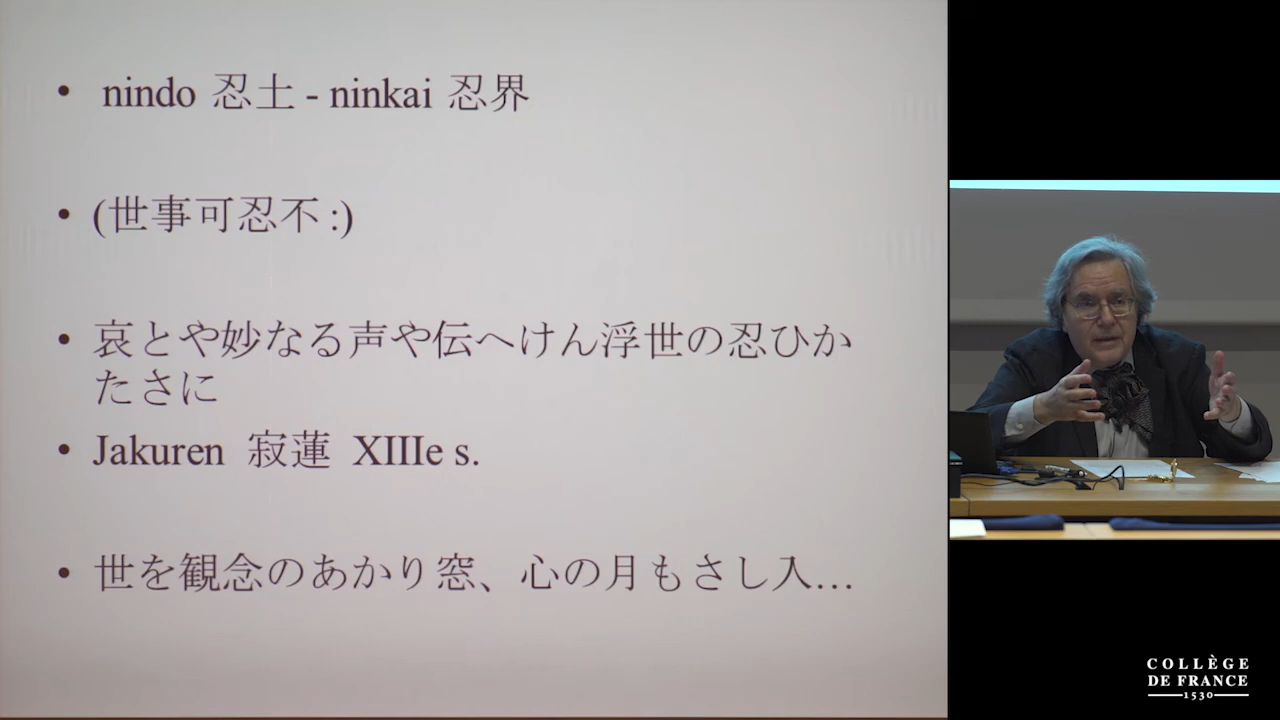 • nindo 忍土 - ninkai 忍界
• (世事可忍不 :)
• 哀とや妙なる声や伝へけん浮世の忍ひか
たさに
• Jakuren 寂蓮 XIIIe s.
• 世を観念のあかり窓、心の月もさし入…
COLLÈGE
DE FRANCE
1530